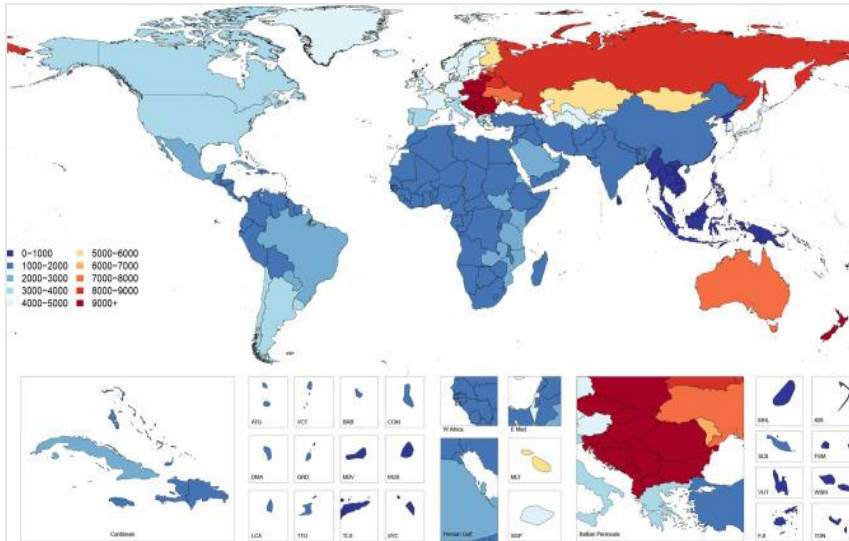 0-1000
1000-2000
2000-3000
3000-4000
4000-5000
5000-6000
6000-7000
7000-8000
8000-9000
9000+
ATG
VCT
BRB
COM
W Africa
E Med.
MHL
KIR
DMA
GRD
MDV
MUS
MLT
SLB
FSM
LCA
TTO
TLS
SYC
SGP
VUT
WSM
FJI
TON
Caribbean
Persian Gulf
Balkan Peninsula